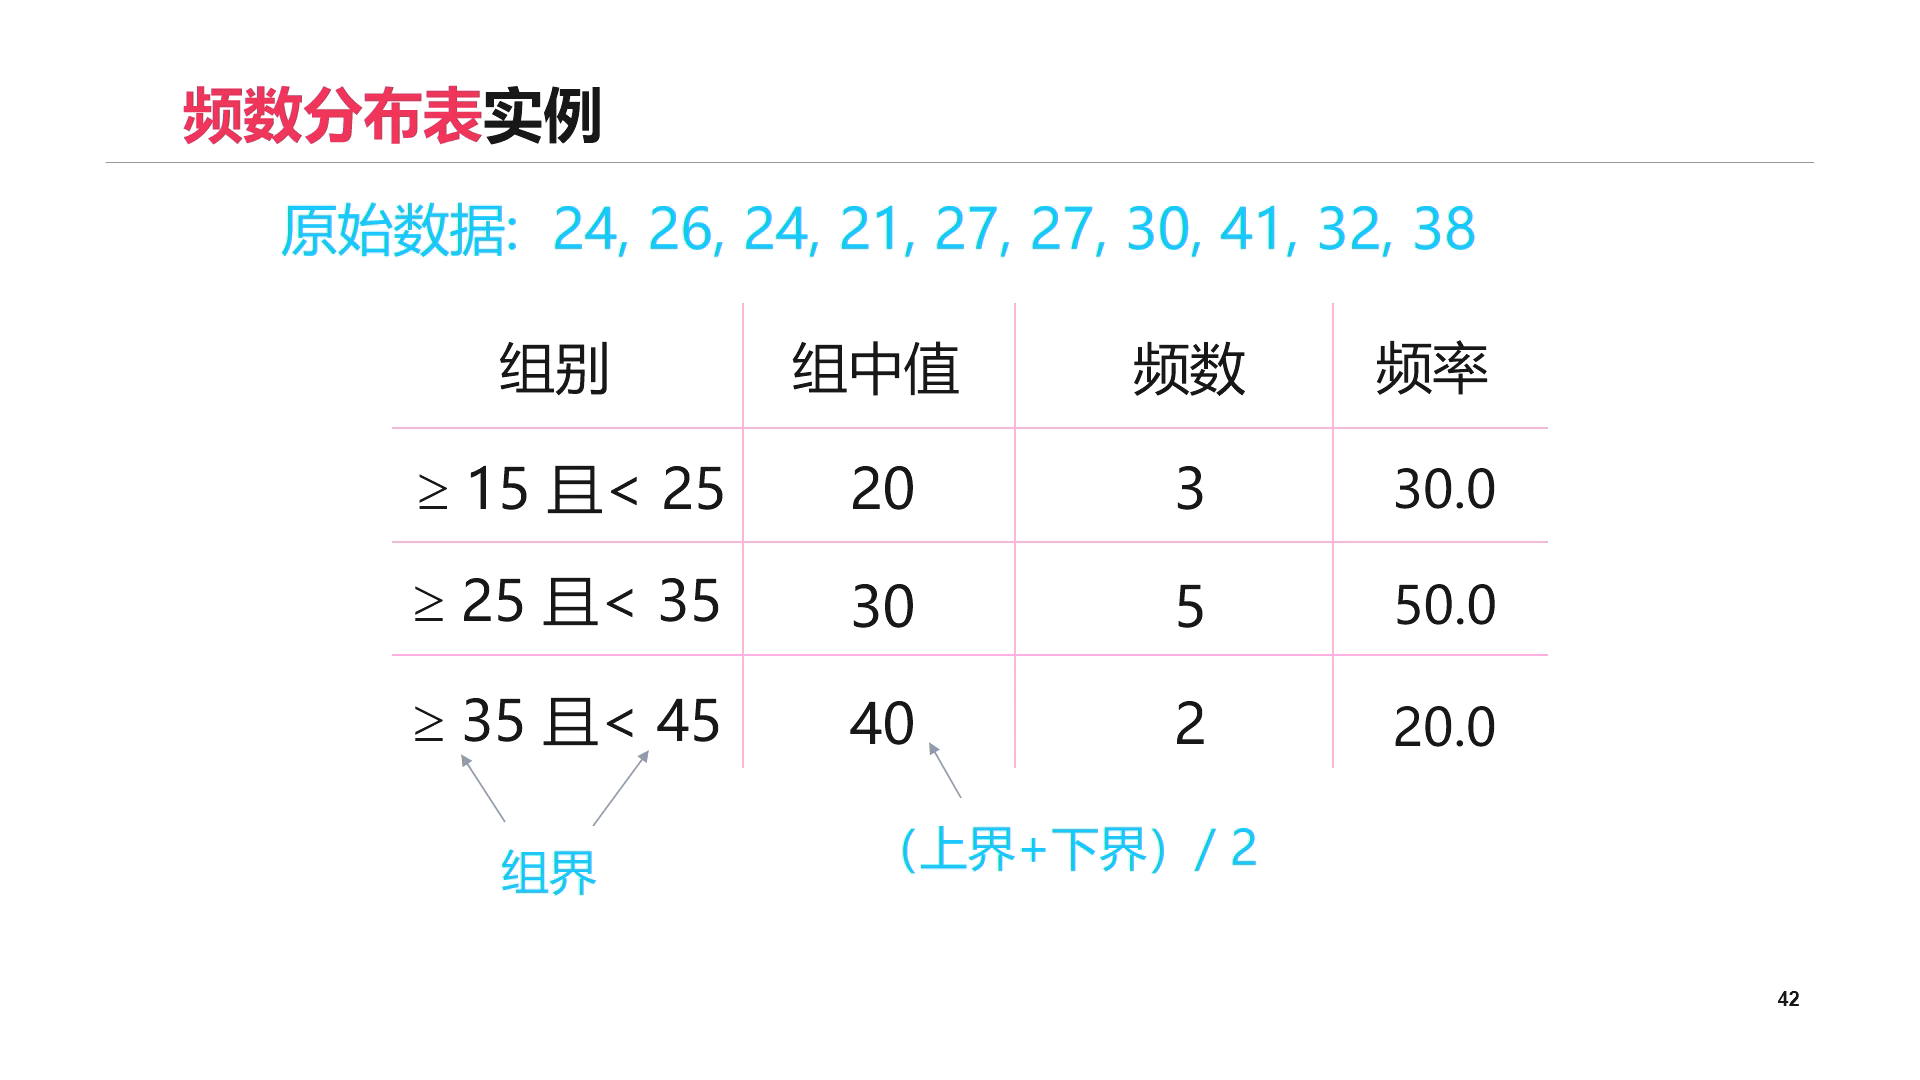 频数分布表实例
原始数据: 24, 26, 24, 21, 27, 27, 30, 41, 32, 38
组别 组中值 频数 频率
≥ 15 且< 25 20 3 30.0
≥ 25 且< 35 30 5 50.0
≥ 35 且< 45 40 2 20.0
组界 （上界+下界）/ 2
42